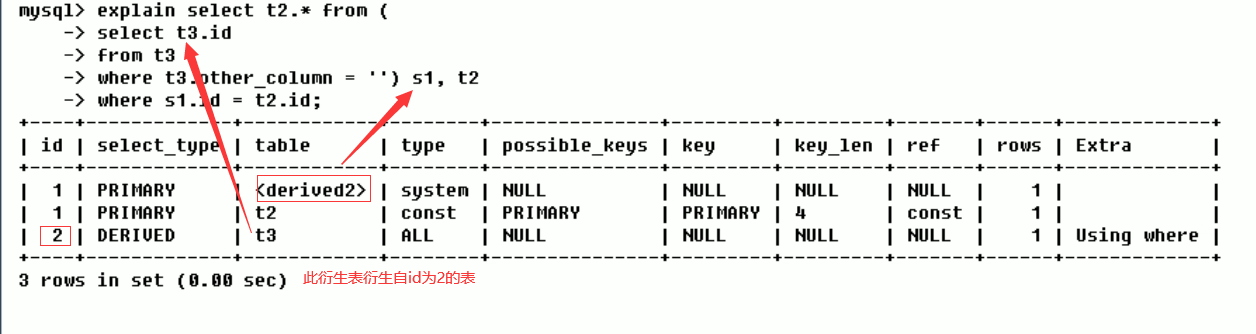 mysql> explain select t2.* from (
-> select t3.id
-> from t3
-> where t3.other_column = '') s1, t2
-> where s1.id = t2.id;
+----+-------------+------------+--------+---------------+---------+---------+-------+------+-------------+
| id | select_type | table | type | possible_keys | key | key_len | ref | rows | Extra |
+----+-------------+------------+--------+---------------+---------+---------+-------+------+-------------+
| 1 | PRIMARY | <derived2> | system | NULL | NULL | NULL | NULL | 1 | |
| 1 | PRIMARY | t2 | const | PRIMARY | PRIMARY | 4 | const | 1 | |
| 2 | DERIVED | t3 | ALL | NULL | NULL | NULL | NULL | 1 | Using where |
+----+-------------+------------+--------+---------------+---------+---------+-------+------+-------------+
3 rows in set (0.00 sec) 此衍生表衍生自id为2的表